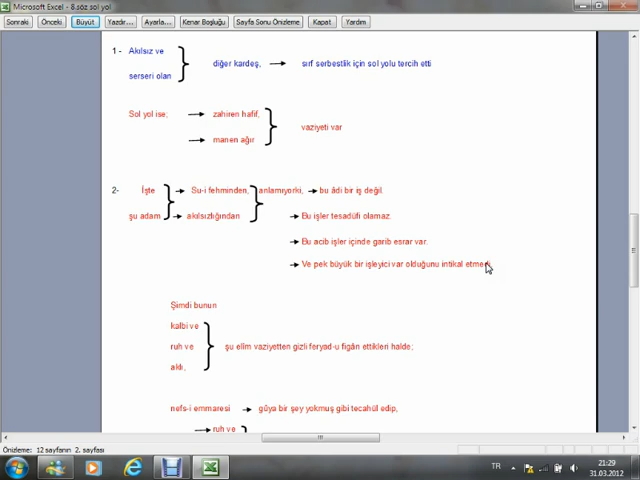 Microsoft Excel - 8.söz sol yol
Sonraki Önceki Büyüt Yazdır... Ayarla... Kenar Boşluğu Sayfa Sonu Önizleme Kapat Yardım
1 - Akılsız ve
diğer kardeş, sırf serbestlik için sol yolu tercih etti
serseri olan
Sol yol ise; zahiren hafif,
vaziyeti var
manen ağır
2- İşte Su-i fehminden, anlamıyorki, bu âdi bir iş değil.
şu adam akılsızlığından Bu işler tesadüfi olamaz.
Bu acib işler içinde garib esrar var.
Ve pek büyük bir işleyici var olduğunu intikal etmedi.
Şimdi bunun
kalbi ve
ruh ve şu elîm vaziyetten gizli feryad-u figân ettikleri halde;
aklı,
nefs-i emmaresi gûya bir şey yokmuş gibi tecahül edip,
ruh ve
Önizleme: 12 sayfanın 2. sayfası
TR 21:29
31.03.2012